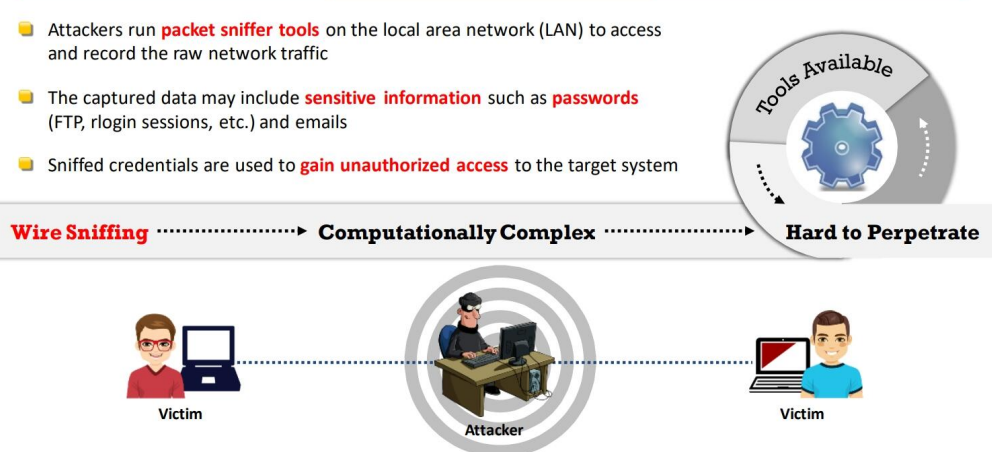 Attackers run packet sniffer tools on the local area network (LAN) to access
and record the raw network traffic
The captured data may include sensitive information such as passwords
(FTP, rlogin sessions, etc.) and emails
Sniffed credentials are used to gain unauthorized access to the target system
Tools Available
Wire Sniffing Computationally Complex Hard to Perpetrate
Victim
Attacker
Victim